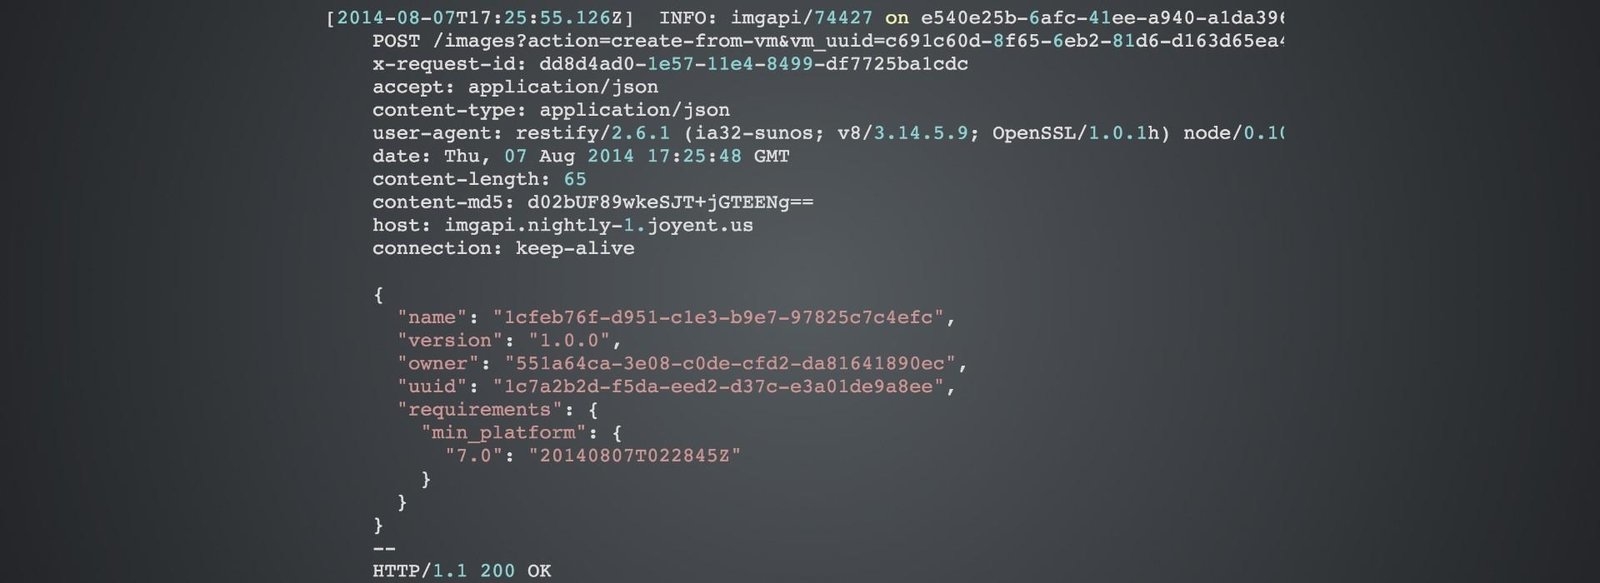 [2014-08-07T17:25:55.126Z]  INFO: imgapi/74427 on e540e25b-6afc-41ee-a940-a1da396
    POST /images?action=create-from-vm&vm_uuid=c691c60d-8f65-6eb2-81d6-d163d65ea4
    x-request-id: dd8d4ad0-1e57-11e4-8499-df7725ba1cdc
    accept: application/json
    content-type: application/json
    user-agent: restify/2.6.1 (ia32-sunos; v8/3.14.5.9; OpenSSL/1.0.1h) node/0.10
    date: Thu, 07 Aug 2014 17:25:48 GMT
    content-length: 65
    content-md5: d02bUF89wkeSJT+jGTEENg==
    host: imgapi.nightly-1.joyent.us
    connection: keep-alive

    {
      "name": "1cfeb76f-d951-c1e3-b9e7-97825c7c4efc",
      "version": "1.0.0",
      "owner": "551a64ca-3e08-c0de-cfd2-da81641890ec",
      "uuid": "1c7a2b2d-f5da-eed2-d37c-e3a01de9a8ee",
      "requirements": {
        "min_platform": {
          "7.0": "20140807T022845Z"
        }
      }
    }
    --
    HTTP/1.1 200 OK